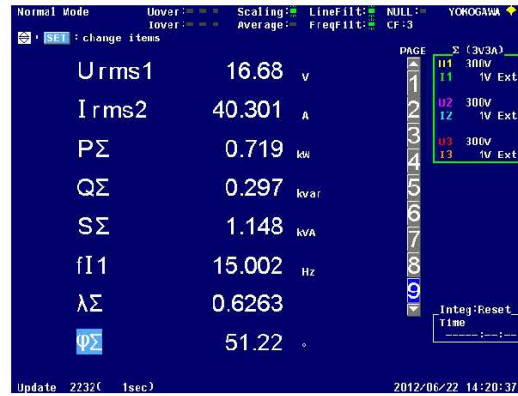 Normal Mode Uover: Scaling: LineFilt: NULL: YOKOGAWA
Iover: Average: FreqFilt: CF:3
SET : change items
PAGE Σ (3V3A)
Urms1 16.68 V
Irms2 40.301 A
PΣ 0.719 kW
QΣ 0.297 kvar
SΣ 1.148 kVA
fI1 15.002 Hz
λΣ 0.6263
φΣ 51.22 °
1
2
3
4
5
6
7
8
9
U1 300V
I1 1V Ext
U2 300V
I2 1V Ext
U3 300V
I3 1V Ext
Integ:Reset
Time
-----:--:--
Update 2232( 1sec) 2012/06/22 14:20:37